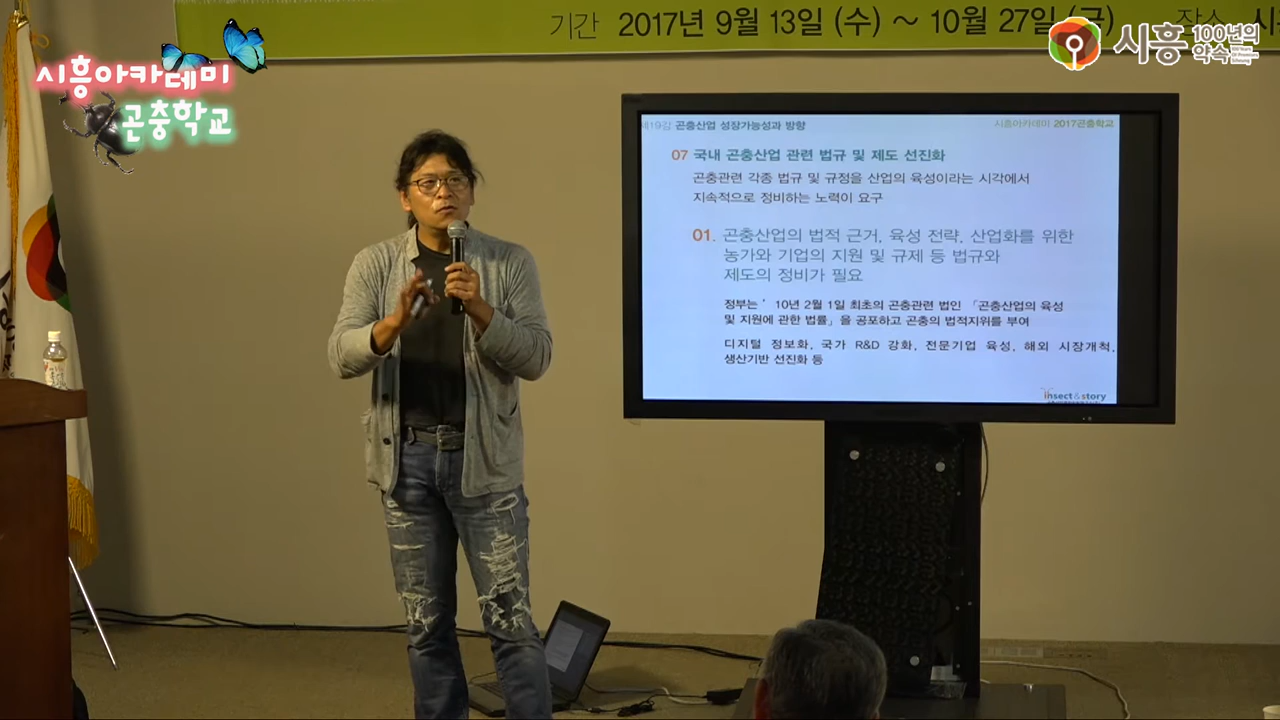 기간 2017년 9월 13일 (수) ~ 10월 27일 (금) 장소
시흥아카데미
곤충학교
시흥 100년의 약속
제19강 곤충산업 성장가능성과 방향
시흥아카데미 2017곤충학교
07 국내 곤충산업 관련 법규 및 제도 선진화
곤충관련 각종 법규 및 규정을 산업의 육성이라는 시각에서
지속적으로 정비하는 노력이 요구
01. 곤충산업의 법적 근거, 육성 전략, 산업화를 위한
농가와 기업의 지원 및 규제 등 법규와
제도의 정비가 필요
정부는 ’ 10년 2월 1일 최초의 곤충관련 법인 「곤충산업의 육성
및 지원에 관한 법률」을 공포하고 곤충의 법적지위를 부여
디지털 정보화, 국가 R&D 강화, 전문기업 육성, 해외 시장개척,
생산기반 선진화 등
insect&story